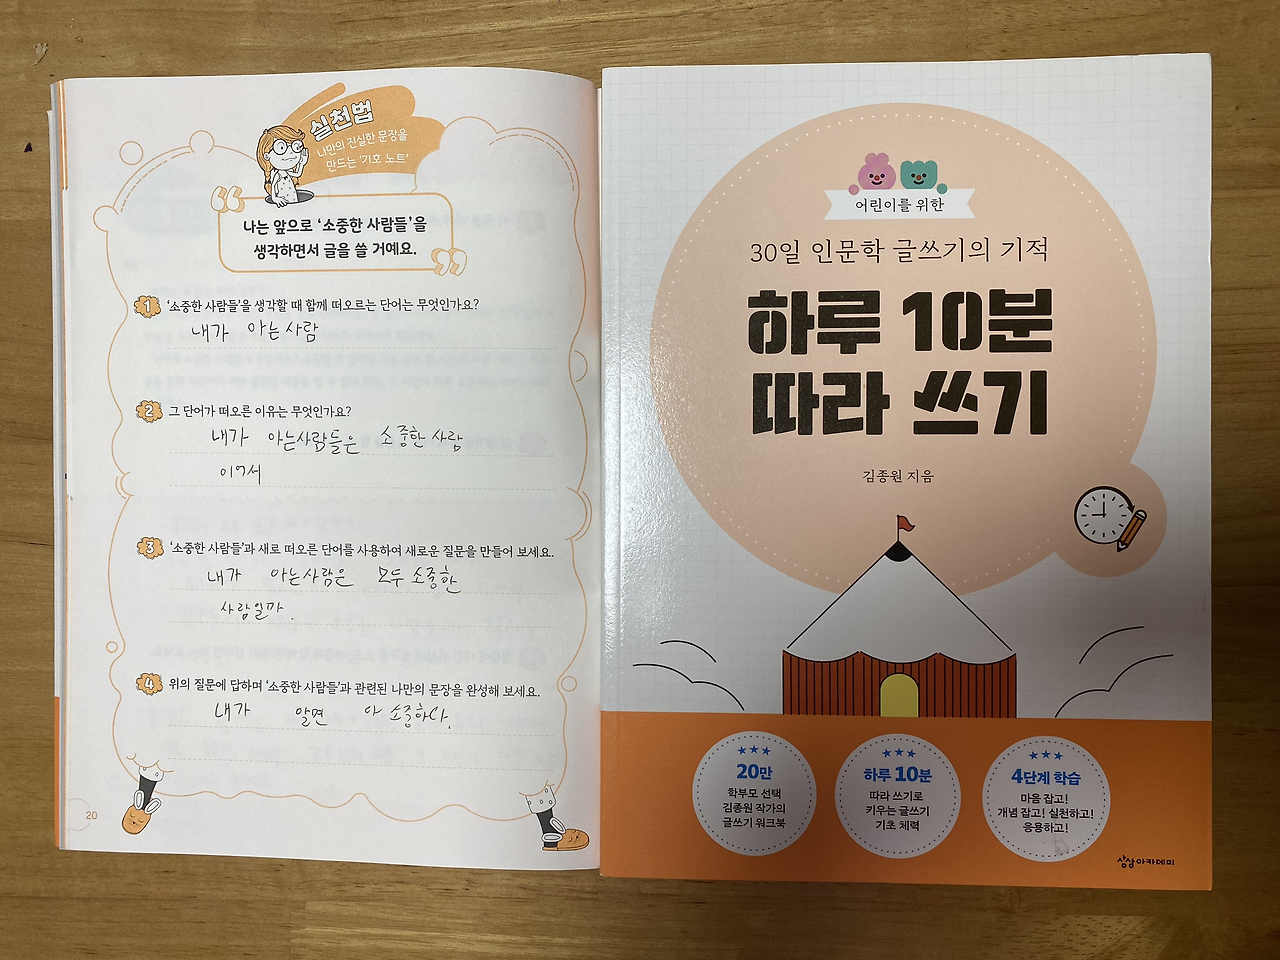 실천법
나만의 진실한 문장을
만드는 '기호 노트'
나는 앞으로 '소중한 사람들'을
생각하면서 글을 쓸 거예요.
1 '소중한 사람들'을 생각할 때 함께 떠오르는 단어는 무엇인가요?
내가 아는 사람
2 그 단어가 떠오른 이유는 무엇인가요?
내가 아는사람들은 소중한 사람
이어서
3 '소중한 사람들'과 새로 떠오른 단어를 사용하여 새로운 질문을 만들어 보세요.
내가 아는사람은 모두 소중한
사람일까.
4 위의 질문에 답하며 '소중한 사람들'과 관련된 나만의 문장을 완성해 보세요.
내가 알면 다 소중하다.
20
어린이를 위한
30일 인문학 글쓰기의 기적
하루 10분
따라 쓰기
김종원 지음
20만
학부모 선택
김종원 작가의
글쓰기 워크북
하루 10분
따라 쓰기로
키우는 글쓰기
기초 체력
4단계 학습
마음 잡고!
개념 잡고! 실천하고!
응용하고!
상상아카데미